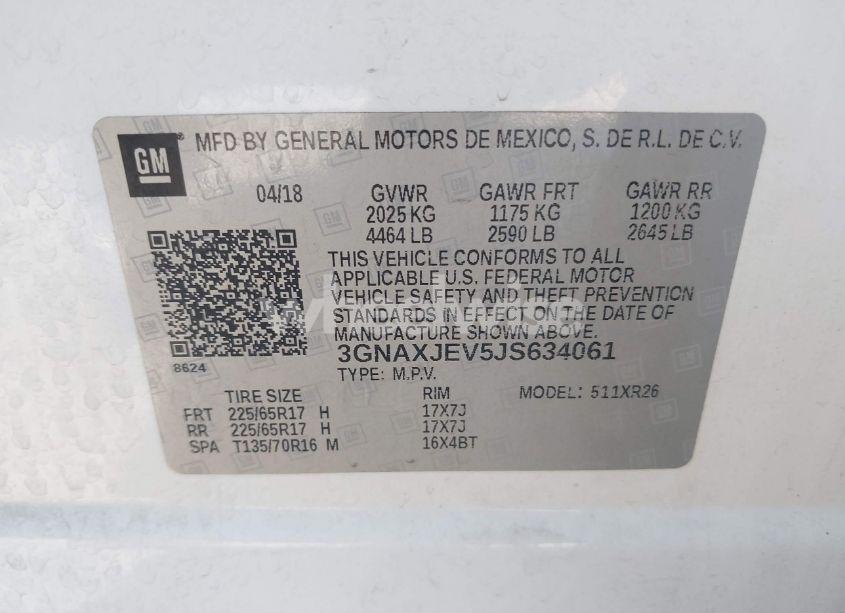 GM
MFD BY GENERAL MOTORS DE MEXICO, S. DE R.L. DE C.V.
04/18 GVWR GAWR FRT GAWR RR
2025 KG 1175 KG 1200 KG
4464 LB 2590 LB 2645 LB
THIS VEHICLE CONFORMS TO ALL
APPLICABLE U.S. FEDERAL MOTOR
VEHICLE SAFETY AND THEFT PREVENTION
STANDARDS IN EFFECT ON THE DATE OF
MANUFACTURE SHOWN ABOVE.
3GNAXJEV5JS634061
8624
TYPE: M.P.V.
TIRE SIZE RIM MODEL: 511XR26
FRT 225/65R17 H 17X7J
RR 225/65R17 H 17X7J
SPA T135/70R16 M 16X4BT